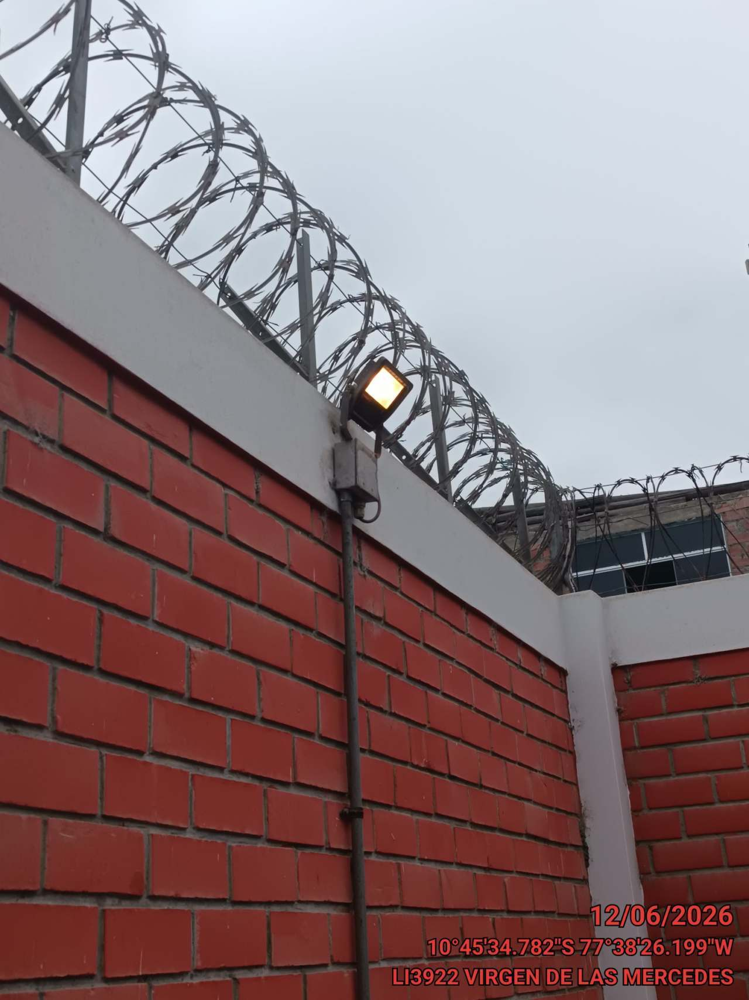 12/06/2026
10°45'34.782"S 77°38'26.199"W
LI3922 VIRGEN DE LAS MERCEDES